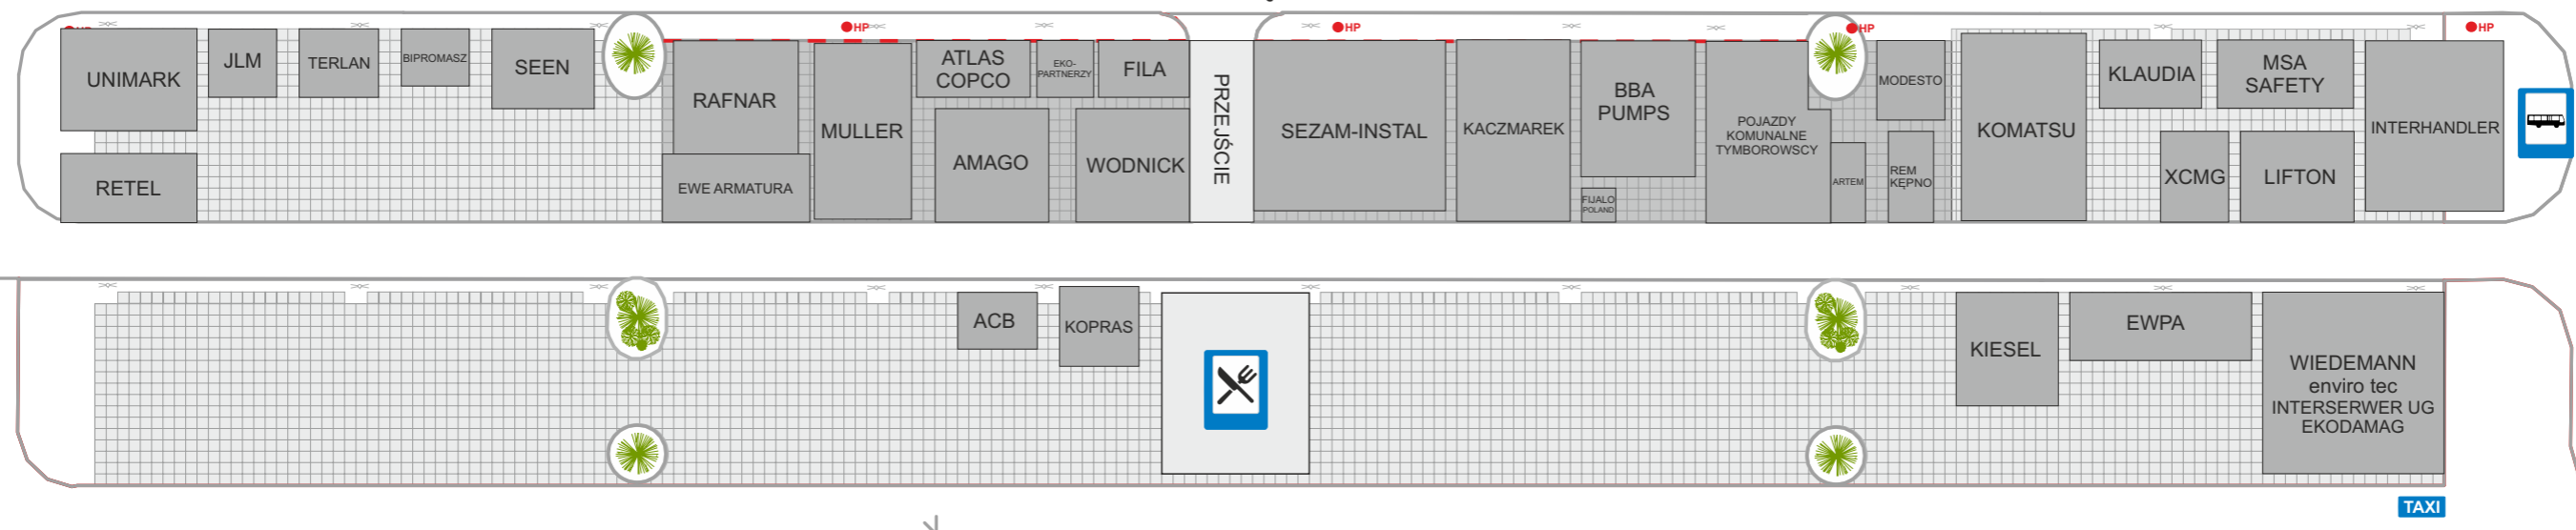 HP
HP
HP
HP
HP
UNIMARK
JLM
TERLAN
BIPROMASZ
SEEN
RETEL
RAFNAR
EWE ARMATURA
MULLER
ATLAS
COPCO
EKO-
PARTNERZY
FILA
AMAGO
WODNICK
PRZEJŚCIE
SEZAM-INSTAL
KACZMAREK
BBA
PUMPS
FIJALO
POLAND
POJAZDY
KOMUNALNE
TYMBOROWSCY
ARTEM
MODESTO
REM
KĘPNO
KOMATSU
KLAUDIA
MSA
SAFETY
XCMG
LIFTON
INTERHANDLER
ACB
KOPRAS
KIESEL
EWPA
WIEDEMANN
enviro tec
INTERSERWER UG
EKODAMAG
TAXI